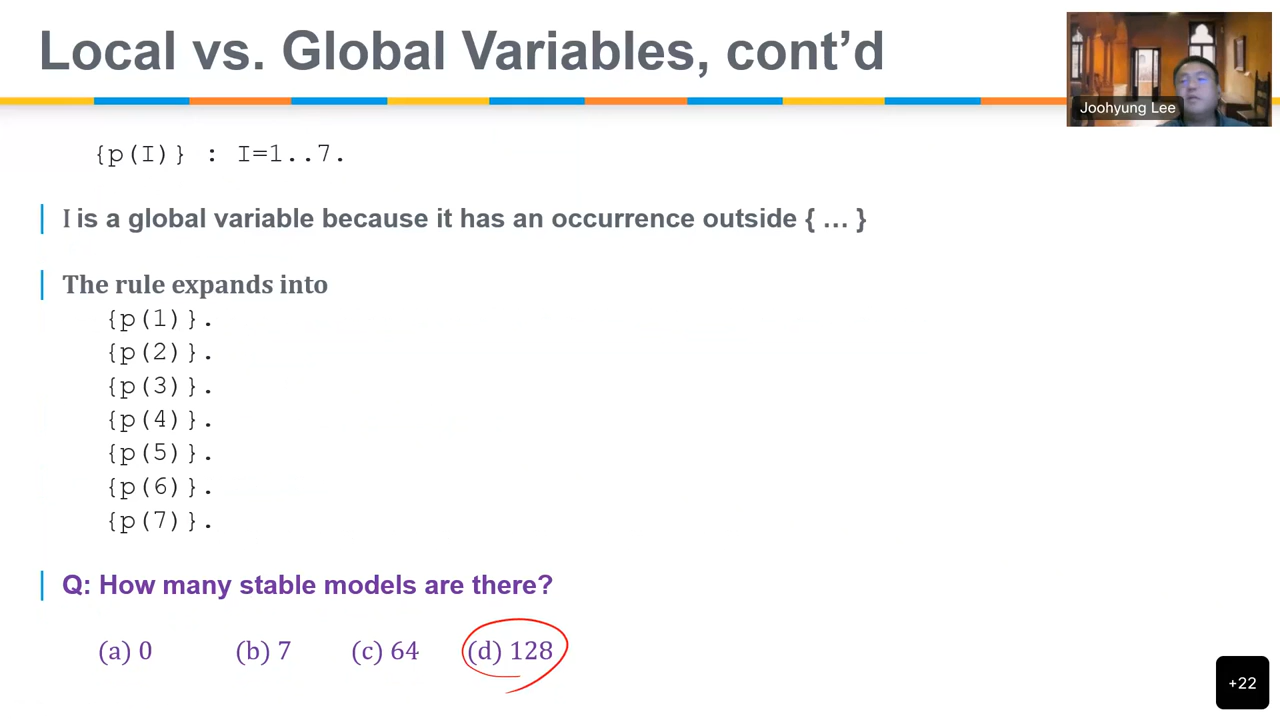 Local vs. Global Variables, cont’d
Joohyung Lee
{p(I)} : I=1..7.
I is a global variable because it has an occurrence outside { … }
The rule expands into
{p(1)}.
{p(2)}.
{p(3)}.
{p(4)}.
{p(5)}.
{p(6)}.
{p(7)}.
Q: How many stable models are there?
(a) 0 (b) 7 (c) 64 (d) 128
+22